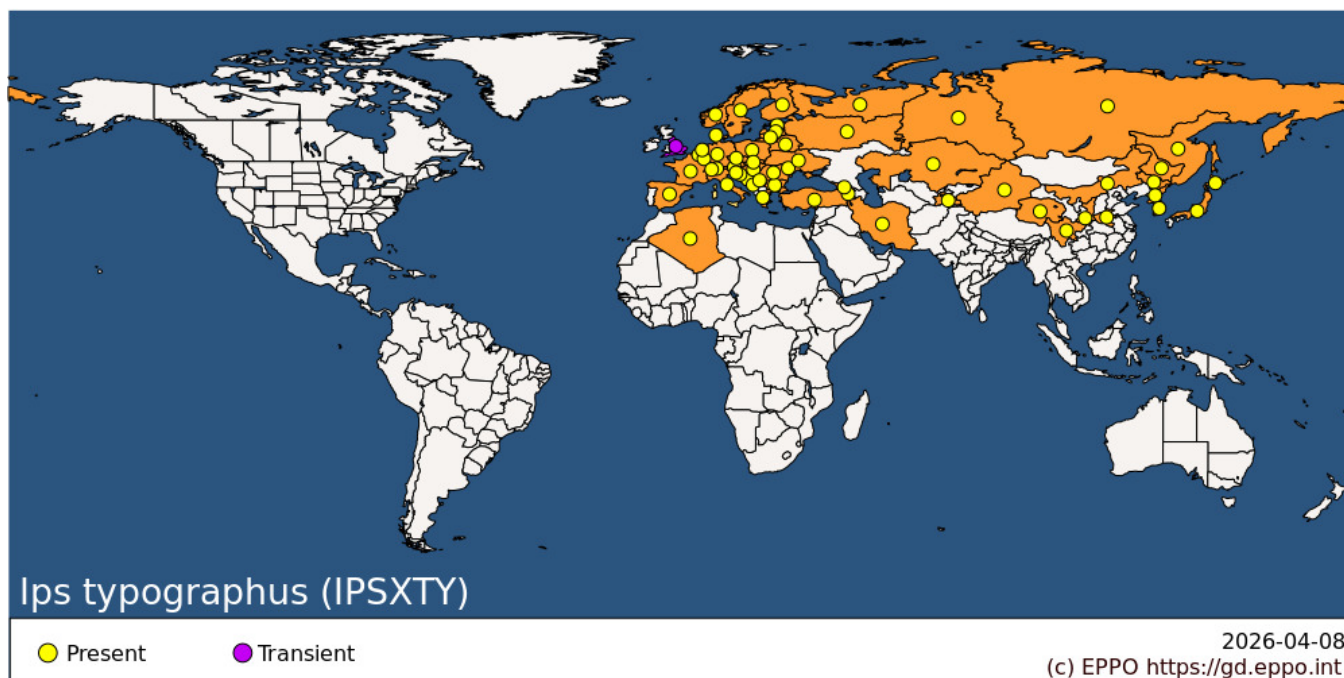 Ips typographus (IPSXTY)
Present
Transient
2026-04-08
(c) EPPO https://gd.eppo.int